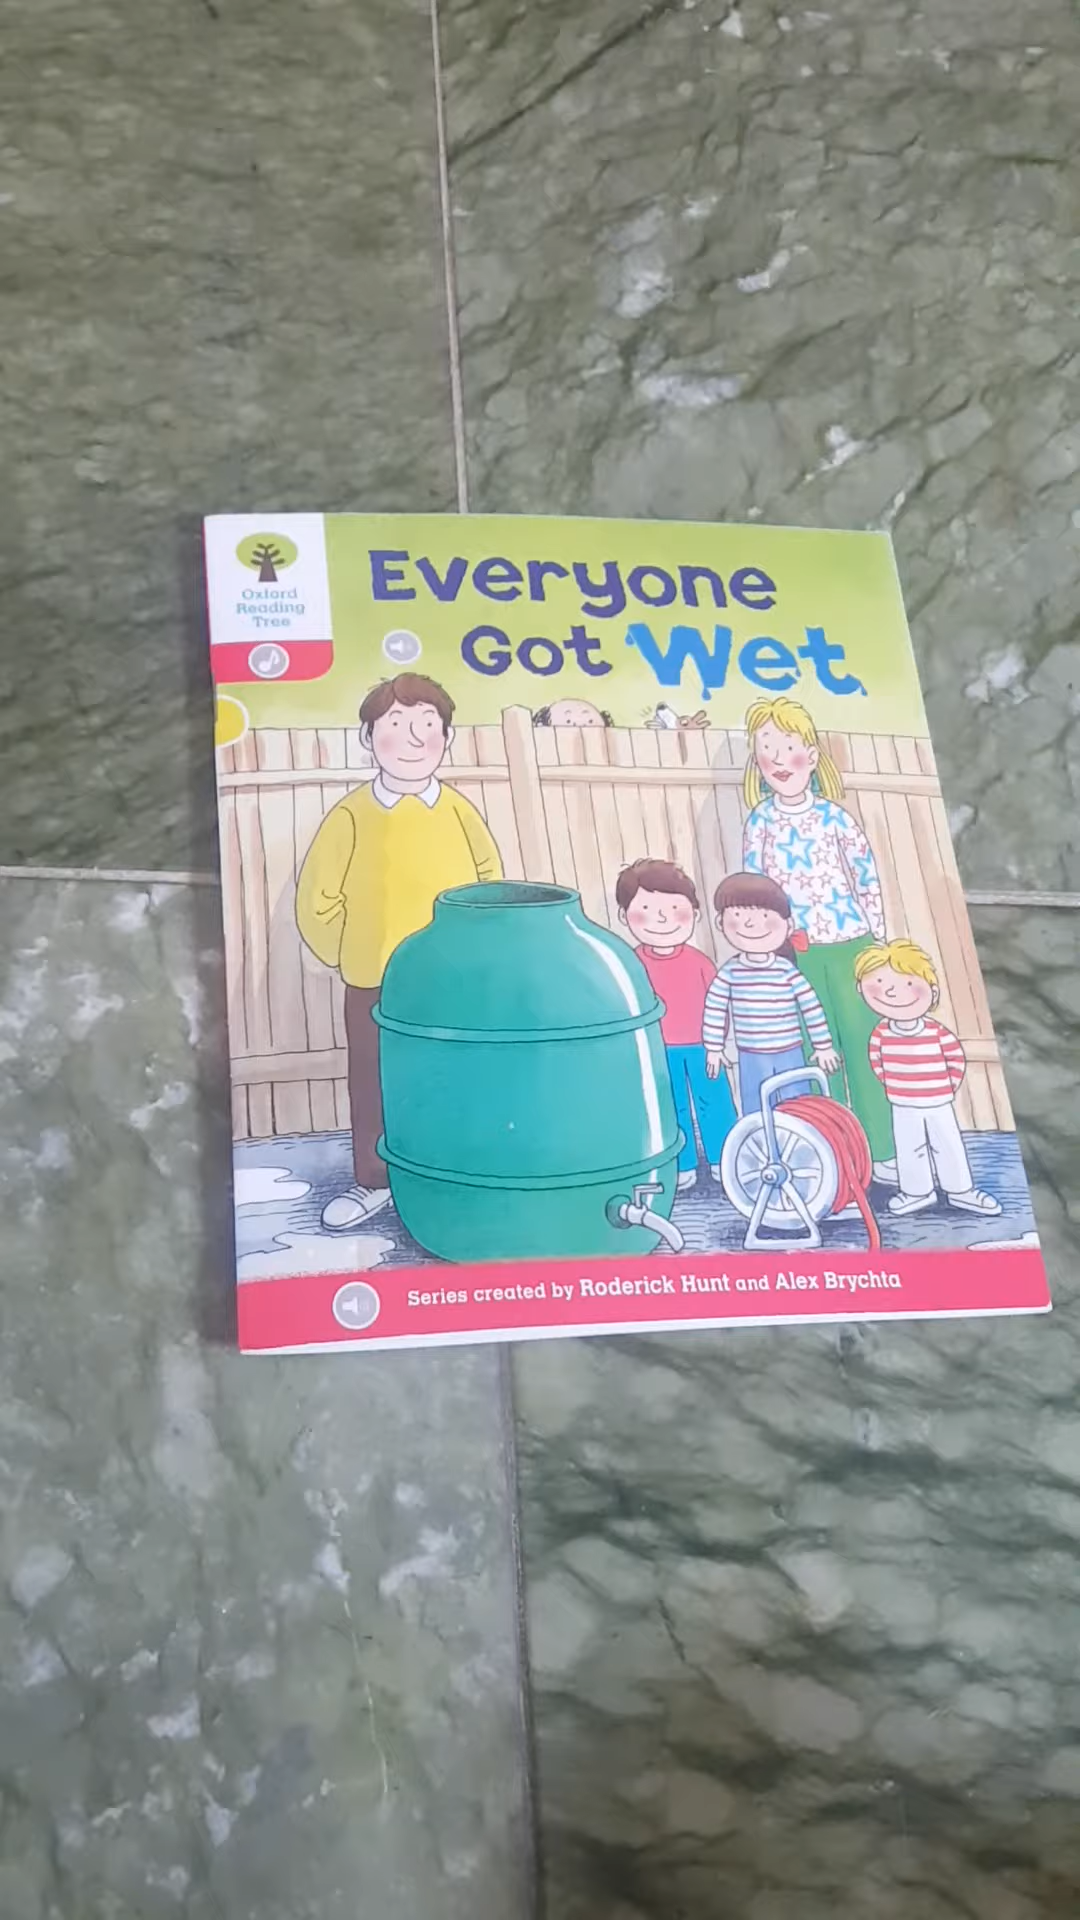 Oxford
Reading
Tree
Everyone
Got Wet
Series created by Roderick Hunt and Alex Brychta